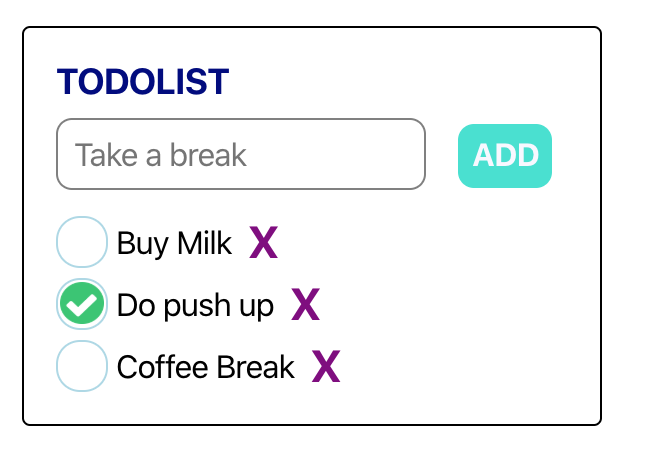 TODOLIST
Take a break ADD
Buy Milk X
Do push up X
Coffee Break X